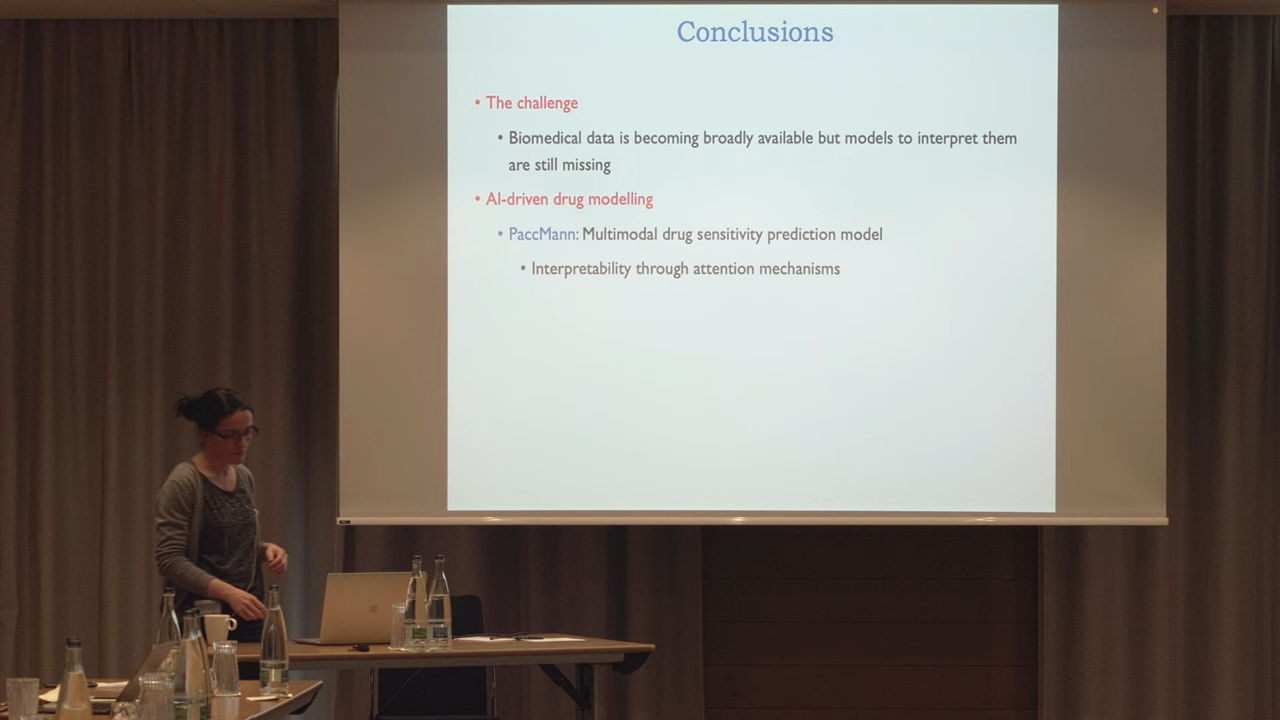 Conclusions
• The challenge
• Biomedical data is becoming broadly available but models to interpret them
are still missing
• AI-driven drug modelling
• PaccMann: Multimodal drug sensitivity prediction model
• Interpretability through attention mechanisms